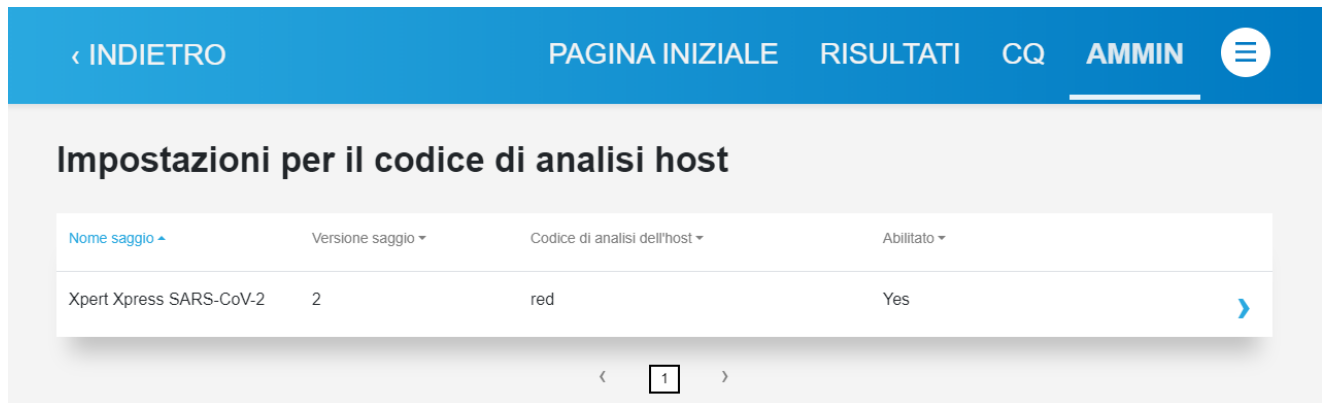 ‹ INDIETRO PAGINA INIZIALE RISULTATI CQ AMMIN
Impostazioni per il codice di analisi host
Nome saggio Versione saggio Codice di analisi dell'host Abilitato
Xpert Xpress SARS-CoV-2 2 red Yes ❯
‹ 1 ›